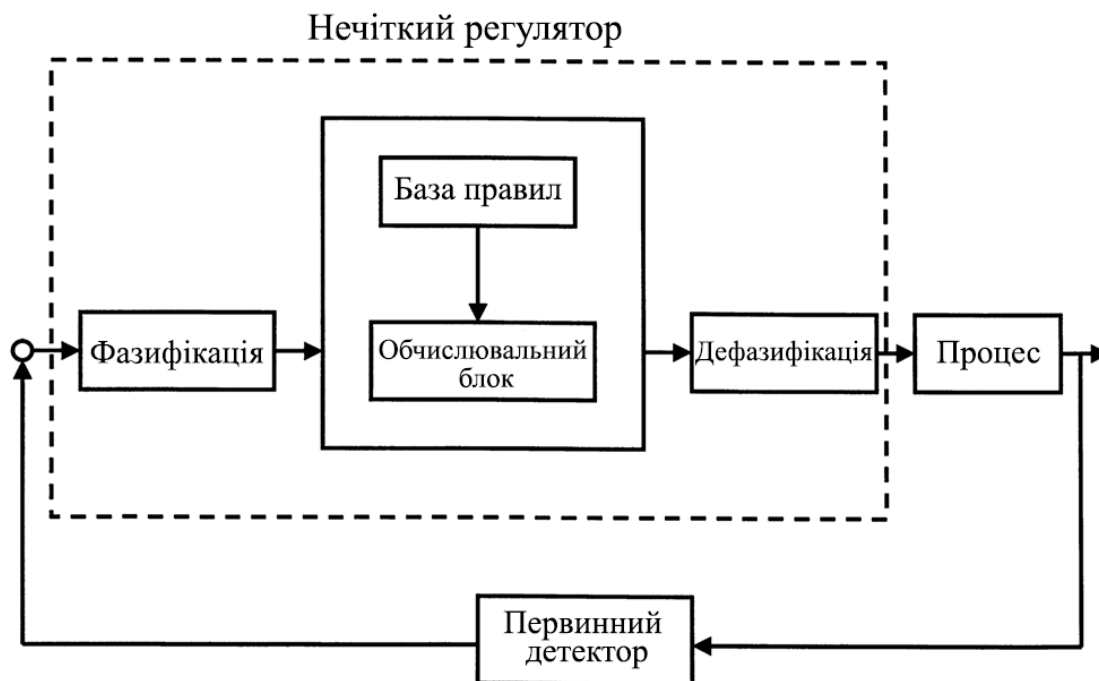 Нечіткий регулятор
База правил
Фазифікація
Обчислювальний
блок
Дефазифікація
Процес
Первинний
детектор